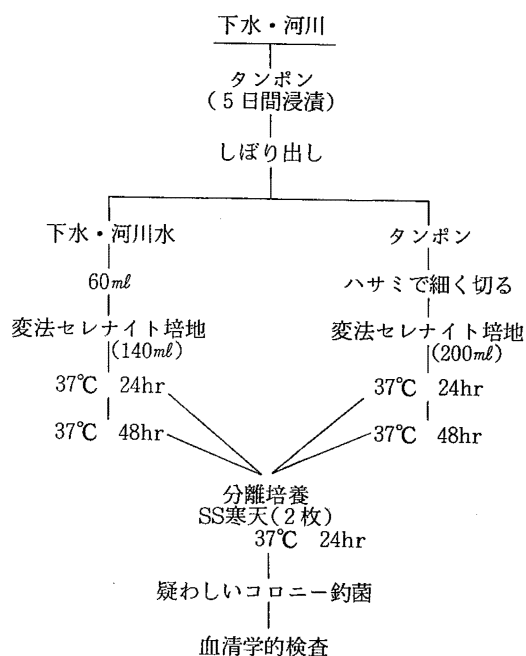 下水・河川
タンポン
(5日間浸漬)
しぼり出し
下水・河川水
タンポン
60㎖
ハサミで細く切る
変法セレナイト培地
(140㎖)
変法セレナイト培地
(200㎖)
37℃ 24hr
37℃ 24hr
37℃ 48hr
37℃ 48hr
分離培養
SS寒天(2枚)
37℃ 24hr
疑わしいコロニー釣菌
血清学的検査